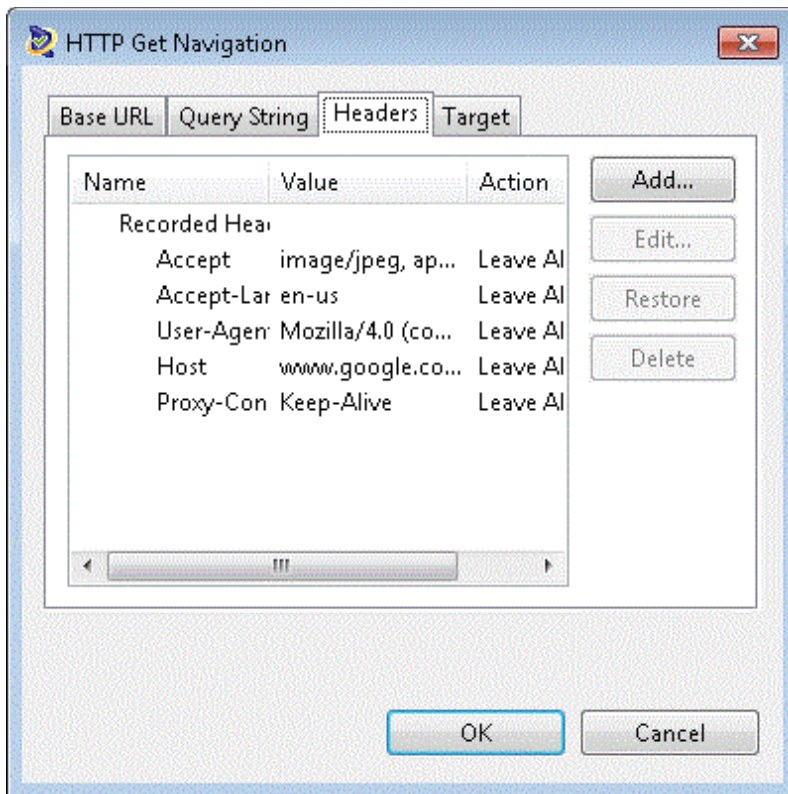 HTTP Get Navigation
Base URL Query String Headers Target
Name Value Action Add...
Recorded Hea
Edit...
Accept image/jpeg, ap... Leave Al
Accept-Lar en-us Leave Al Restore
User-Agen Mozilla/4.0 (co... Leave Al
Host www.google.co... Leave Al Delete
Proxy-Con Keep-Alive Leave Al
OK Cancel